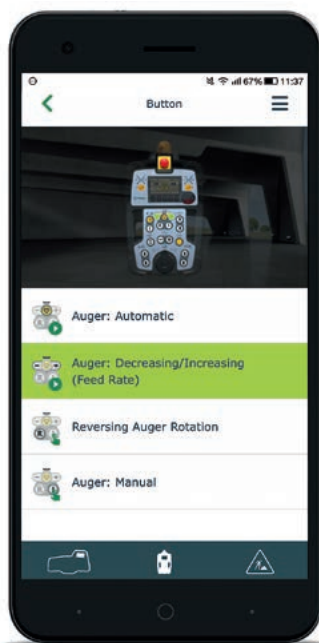 67% 11:37
Button
Auger: Automatic
Auger: Decreasing/Increasing
(Feed Rate)
Reversing Auger Rotation
Auger: Manual